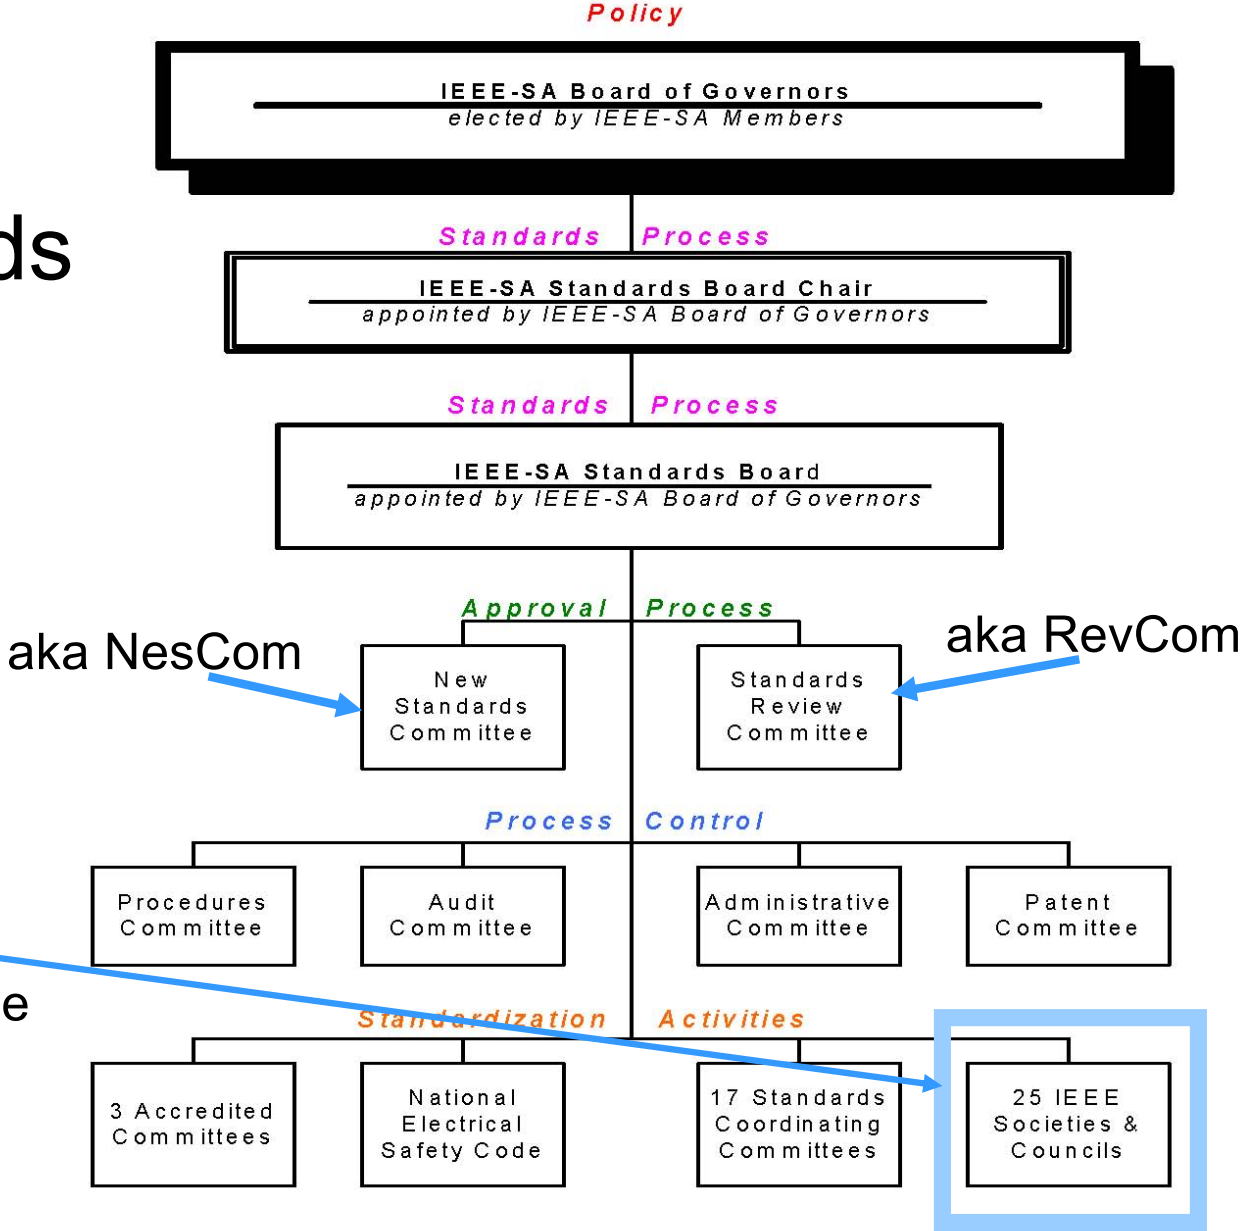 Policy
IEEE-SA Board of Governors
elected by IEEE-SA Members
ds
Standards Process
IEEE-SA Standards Board Chair
appointed by IEEE-SA Board of Governors
Standards Process
IEEE-SA Standards Board
appointed by IEEE-SA Board of Governors
Approval Process
aka NesCom
aka RevCom
New
Standards
Committee
Standards
Review
Committee
Process Control
Procedures
Committee
Audit
Committee
Administrative
Committee
Patent
Committee
e
Standardization Activities
3 Accredited
Committees
National
Electrical
Safety Code
17 Standards
Coordinating
Committees
25 IEEE
Societies &
Councils